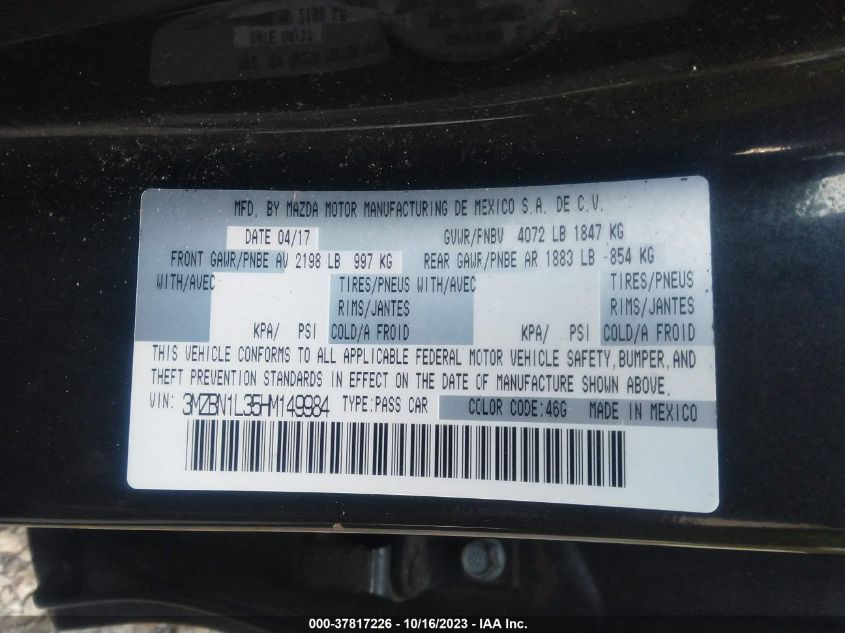 MFD. BY MAZDA MOTOR MANUFACTURING DE MEXICO S.A. DE C.V.
DATE 04/17 GVWR/PNBV 4072 LB 1847 KG
FRONT GAWR/PNBE AV 2198 LB 997 KG REAR GAWR/PNBE AR 1883 LB 854 KG
WITH/AVEC TIRES/PNEUS WITH/AVEC TIRES/PNEUS
RIMS/JANTES RIMS/JANTES
KPA/ PSI COLD/A FROID KPA/ PSI COLD/A FROID
THIS VEHICLE CONFORMS TO ALL APPLICABLE FEDERAL MOTOR VEHICLE SAFETY, BUMPER, AND
THEFT PREVENTION STANDARDS IN EFFECT ON THE DATE OF MANUFACTURE SHOWN ABOVE.
VIN: 3MZBN1L35HM149984 TYPE:PASS CAR COLOR CODE:46G MADE IN MEXICO
000-37817226 - 10/16/2023 - IAA Inc.